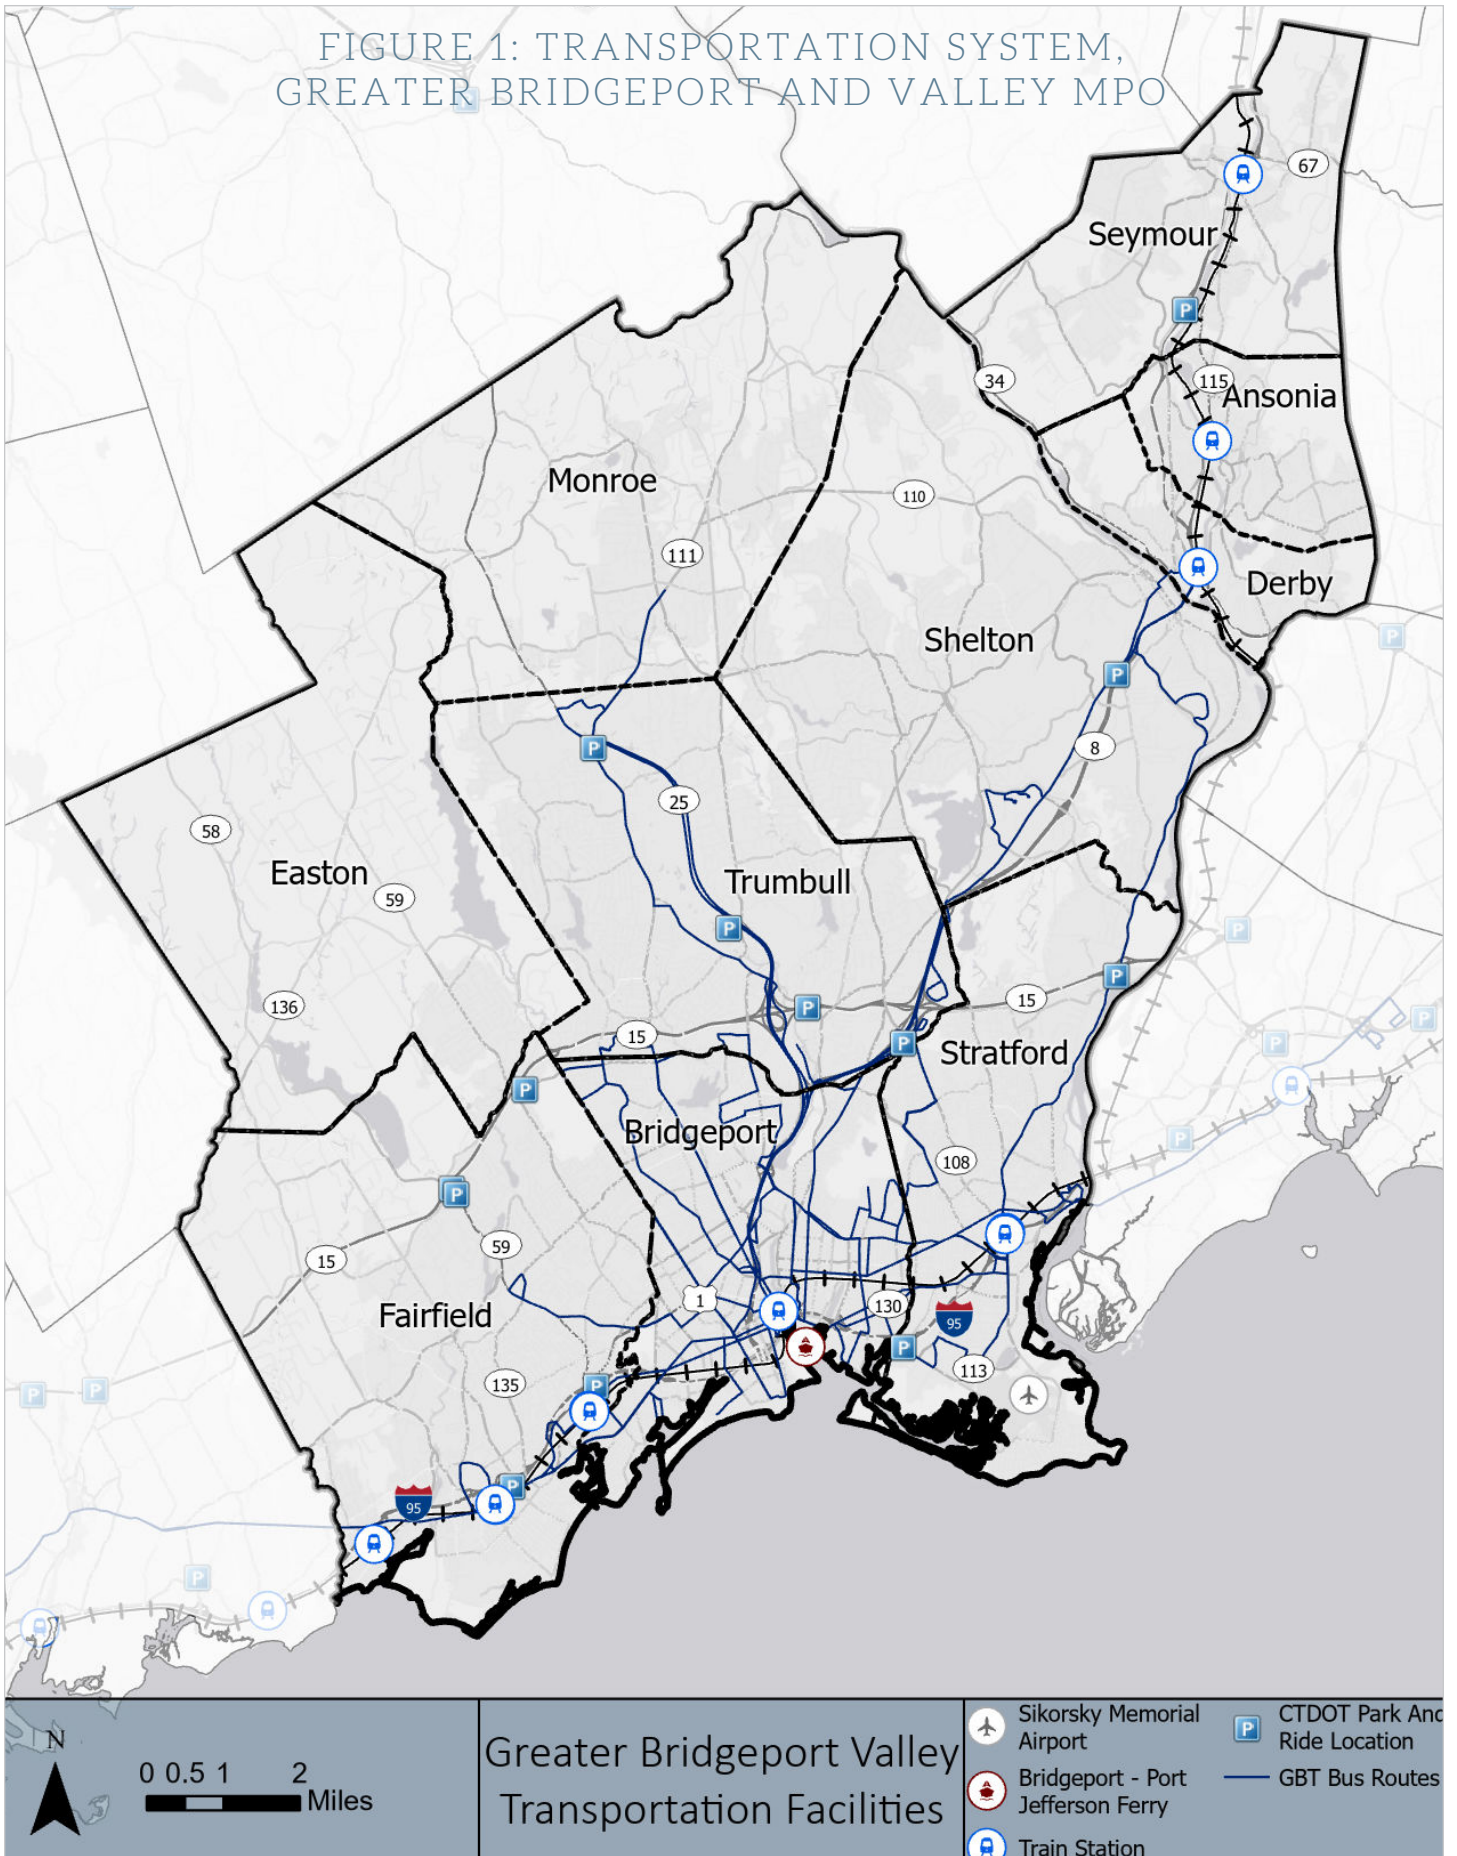 FIGURE 1: TRANSPORTATION SYSTEM,
GREATER BRIDGEPORT AND VALLEY MPO
67
Seymour
P
34
115
Ansonia
Monroe
110
111
Derby
P
Shelton
P
8
P
25
58
Easton
59
Trumbull
P
P
P
136
15
P
15
P
P
P
Stratford
P
P
Bridgeport
P
108
P
59
15
1
130
95
Fairfield
P
113
135
P
P
P
P
95
P
N
0 0.5 1 2
Miles
Greater Bridgeport Valley
Transportation Facilities
Sikorsky Memorial
Airport
Bridgeport - Port
Jefferson Ferry
Train Station
P
CTDOT Park And
Ride Location
GBT Bus Routes